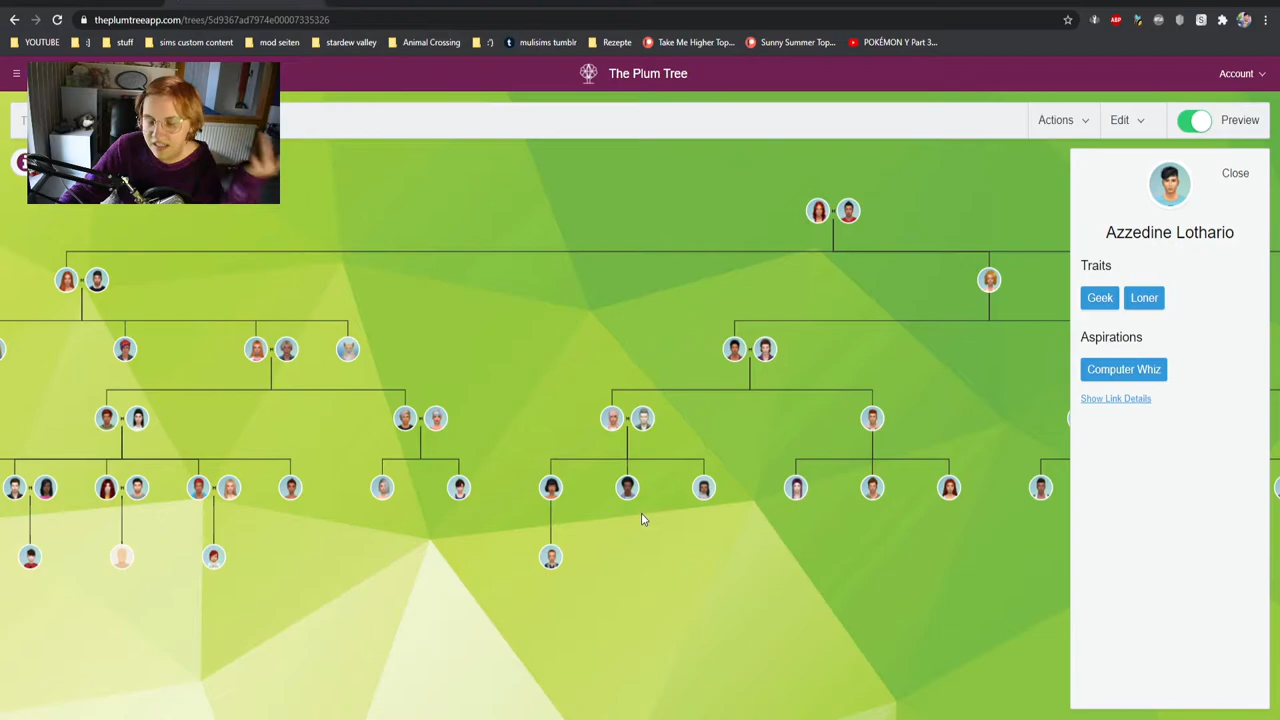 theplumtreeapp.com/trees/5d9367ad7974e00007335326
ABP
S
YOUTUBE
:]
stuff
sims custom content
mod seiten
stardew valley
Animal Crossing
:')
t
mulisims tumblr
Rezepte
Take Me Higher Top...
Sunny Summer Top...
POKÉMON Y Part 3...
The Plum Tree
Account
Actions
Edit
Preview
Close
Azzedine Lothario
Traits
Geek
Loner
Aspirations
Computer Whiz
Show Link Details